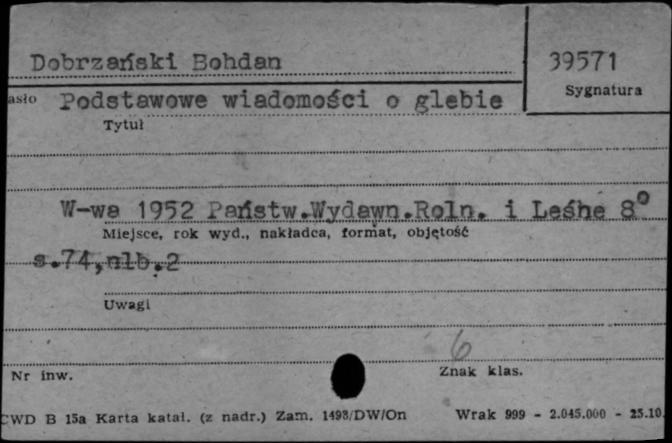 Dobrzański Bohdan
39571
Sygnatura
asło Podstawowe wiadomości o glebie
Tytuł
W-wa 1952 Państw.Wydawn.Roln. i Leśne 8°
Miejsce, rok wyd., nakładca, format, objętość
s.74,nlb.2
Uwagi
6
Nr inw.
Znak klas.
CWD B 15a Karta katal. (z nadr.) Zam. 1498/DW/On Wrak 999 - 2.045.000 - 25.10.